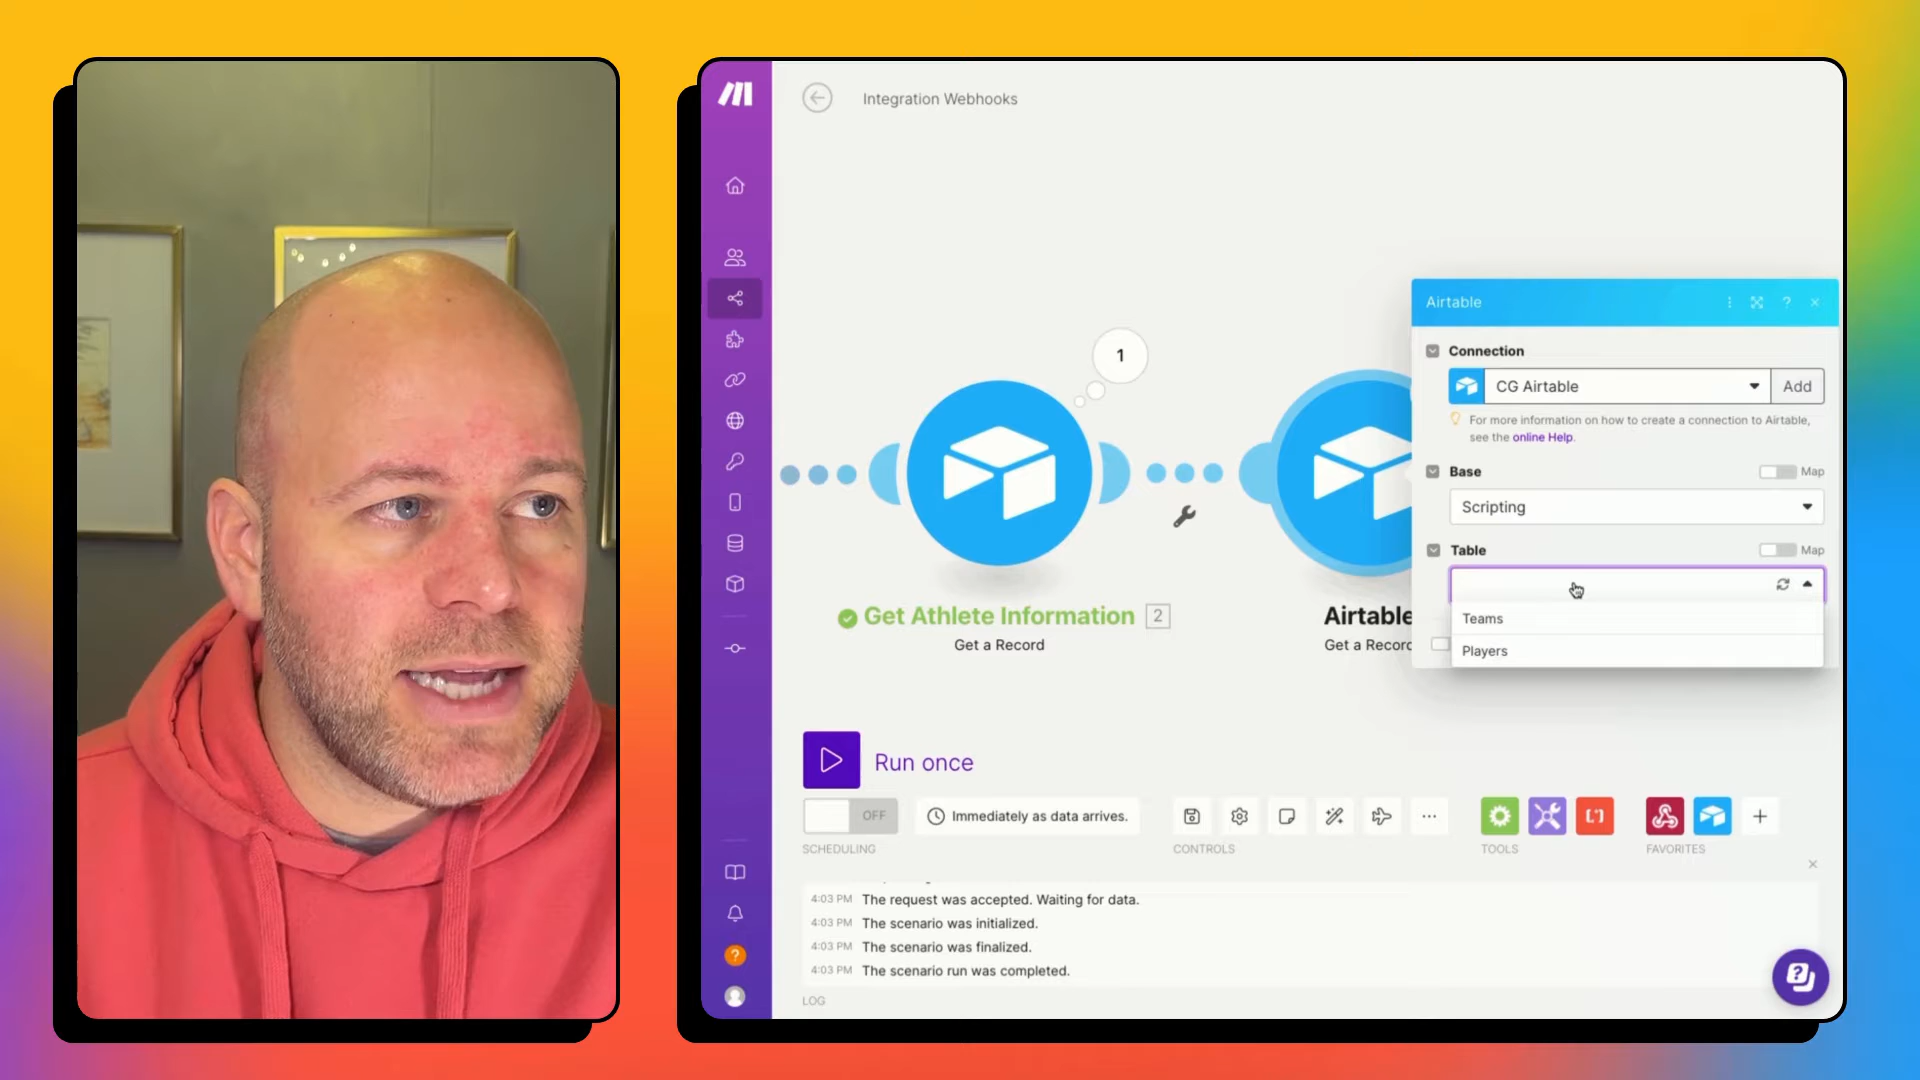 Integration Webhooks
1
Get Athlete Information 2
Get a Record
Airtable
Get a Record
Airtable
Connection
CG Airtable
Add
For more information on how to create a connection to Airtable,
see the online Help.
Base
Map
Scripting
Table
Map
Teams
Players
Run once
OFF
Immediately as data arrives.
SCHEDULING
CONTROLS
TOOLS
FAVORITES
4:03 PM The request was accepted. Waiting for data.
4:03 PM The scenario was initialized.
4:03 PM The scenario was finalized.
4:03 PM The scenario run was completed.
LOG